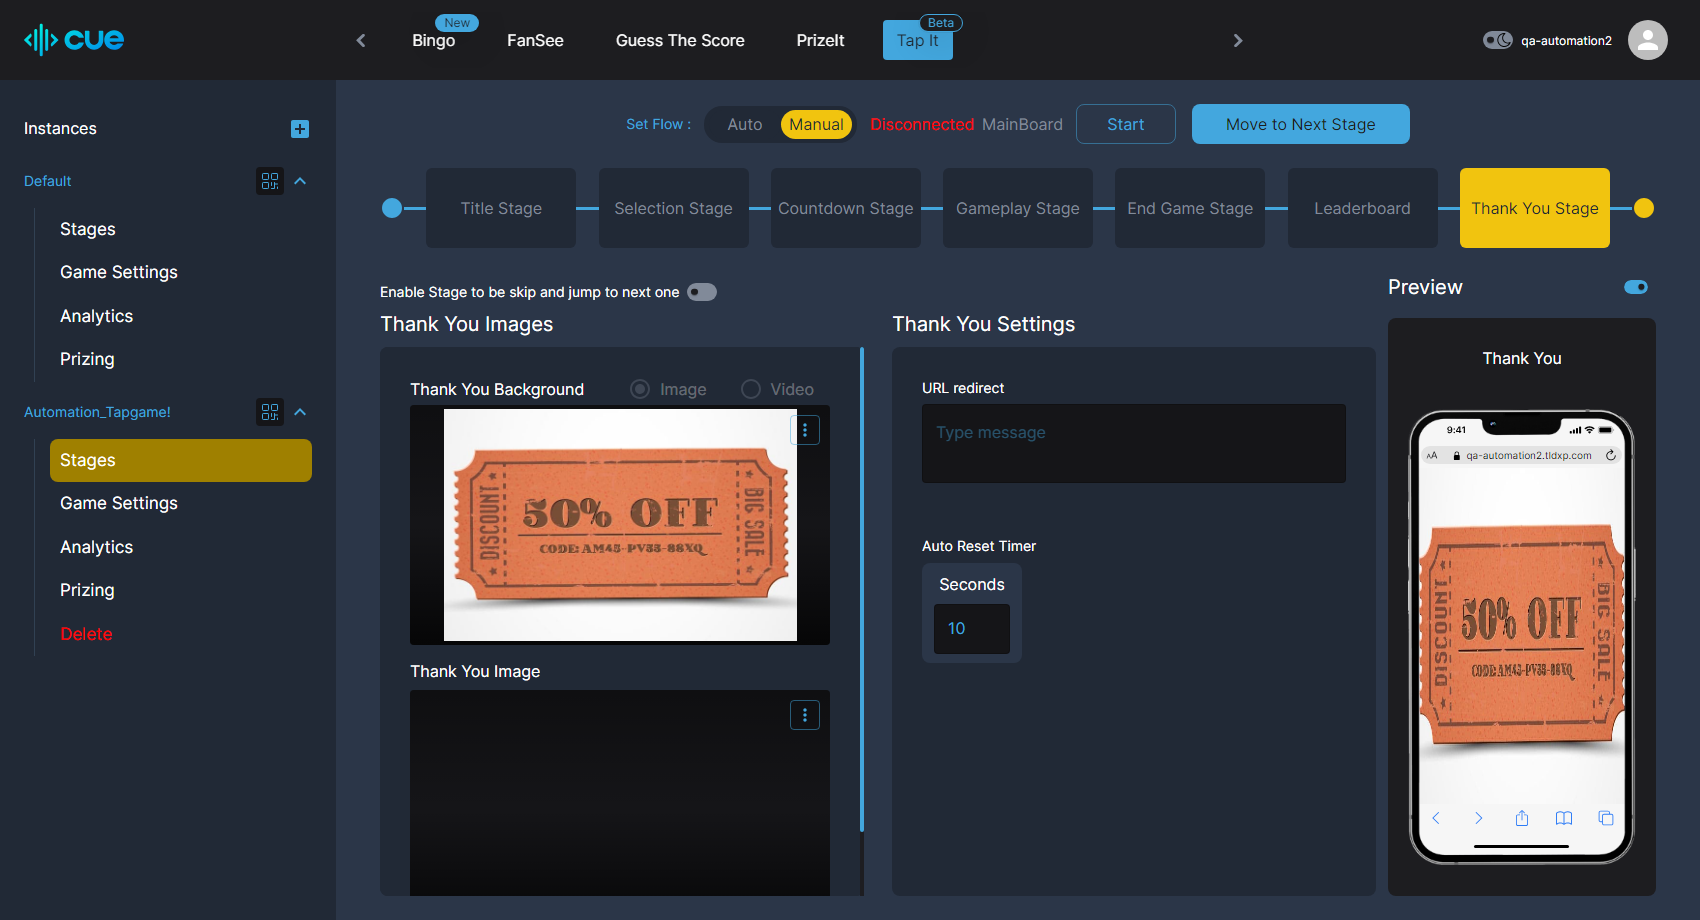 cue
New
Bingo
FanSee
Guess The Score
PrizeIt
Beta
Tap It
qa-automation2
Instances
Default
Stages
Game Settings
Analytics
Prizing
Automation_Tapgame!
Stages
Game Settings
Analytics
Prizing
Delete
Set Flow :
Auto
Manual
Disconnected MainBoard
Start
Move to Next Stage
Title Stage
Selection Stage
Countdown Stage
Gameplay Stage
End Game Stage
Leaderboard
Thank You Stage
Enable Stage to be skip and jump to next one
Thank You Images
Thank You Background
Image
Video
DISCOUNT
50% OFF
CODE: AM45-PV35-88XQ
BIG SALE
Thank You Image
Thank You Settings
URL redirect
Type message
Auto Reset Timer
Seconds
10
Preview
Thank You
9:41
AA
qa-automation2.tldxp.com
DISCOUNT
50% OFF
CODE: AM45-PV35-88XQ
BIG SALE